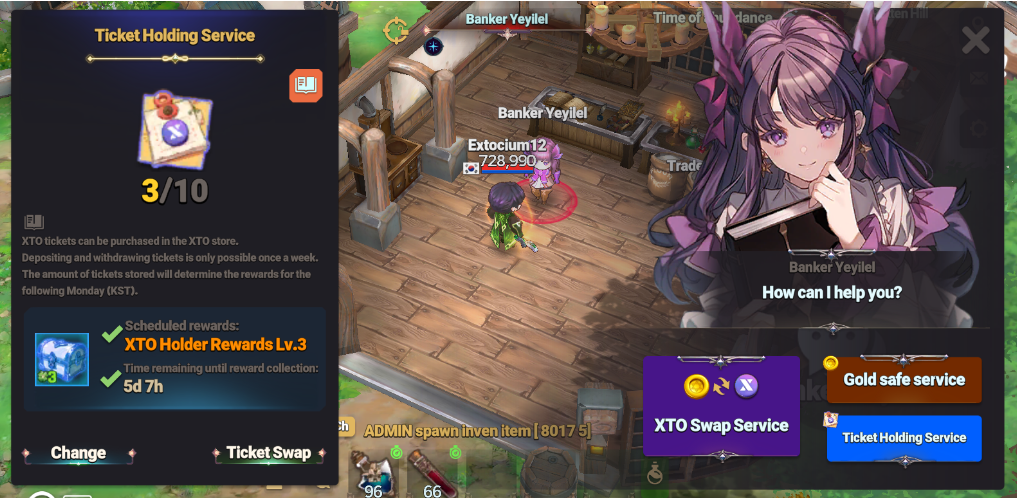 Ticket Holding Service
3/10
XTO tickets can be purchased in the XTO store.
Depositing and withdrawing tickets is only possible once a week.
The amount of tickets stored will determine the rewards for the
following Monday (KST).
#3
Scheduled rewards:
XTO Holder Rewards Lv.3
Time remaining until reward collection:
5d 7h
Change
Ticket Swap
Banker Yeyilel
Time of
Banker Yeyilel
Extocium12
728,990
Trade
ADMIN spawn inven item [ 8017 5]
96
66
Banker Yeyilel
How can I help you?
XTO Swap Service
Gold safe service
Ticket Holding Service